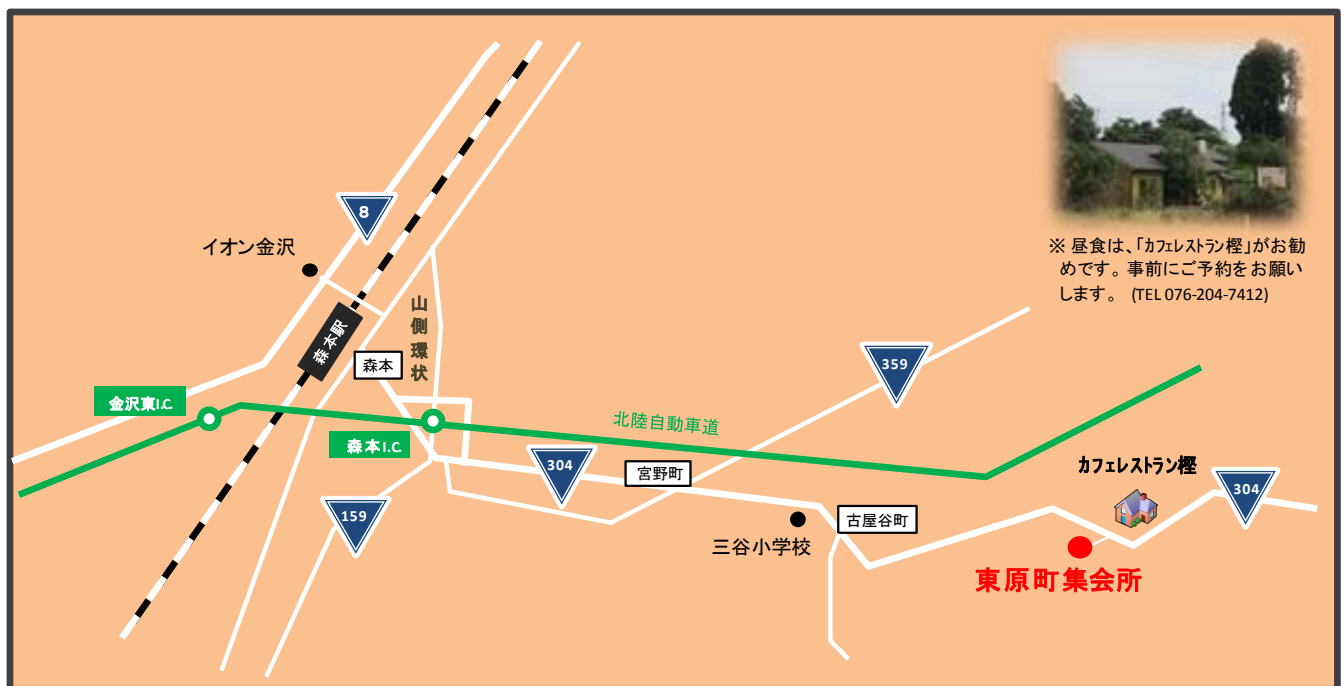 8
イオン金沢
※ 昼食は、「カフェレストラン樫」がお勧
めです。事前にご予約をお願い
します。 (TEL 076-204-7412)
山側環状
森本駅
森本
359
金沢東I.C.
北陸自動車道
森本I.C.
304
宮野町
カフェレストラン樫
304
159
古屋谷町
三谷小学校
東原町集会所